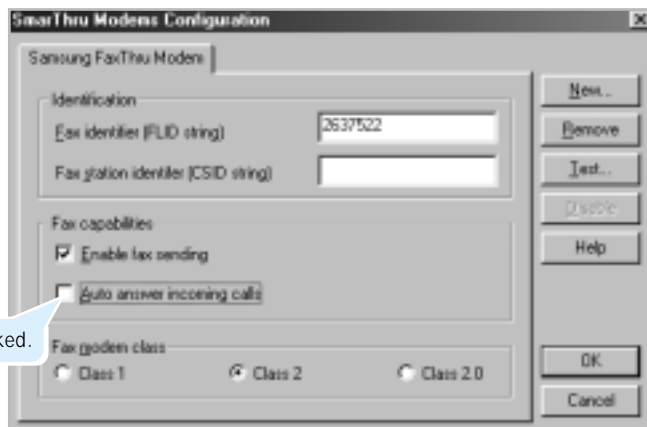 SmarThru Modems Configuration
Samsung FaxThru Modem
Identification
Fax identifier (FLID string)
2637522
Fax station identifier (CSID string)
Fax capabilities
Enable fax sending
Auto answer incoming calls
ked.
Fax modem class
Class 1
Class 2
Class 2.0
New...
Remove
Test...
Disable
Help
OK
Cancel